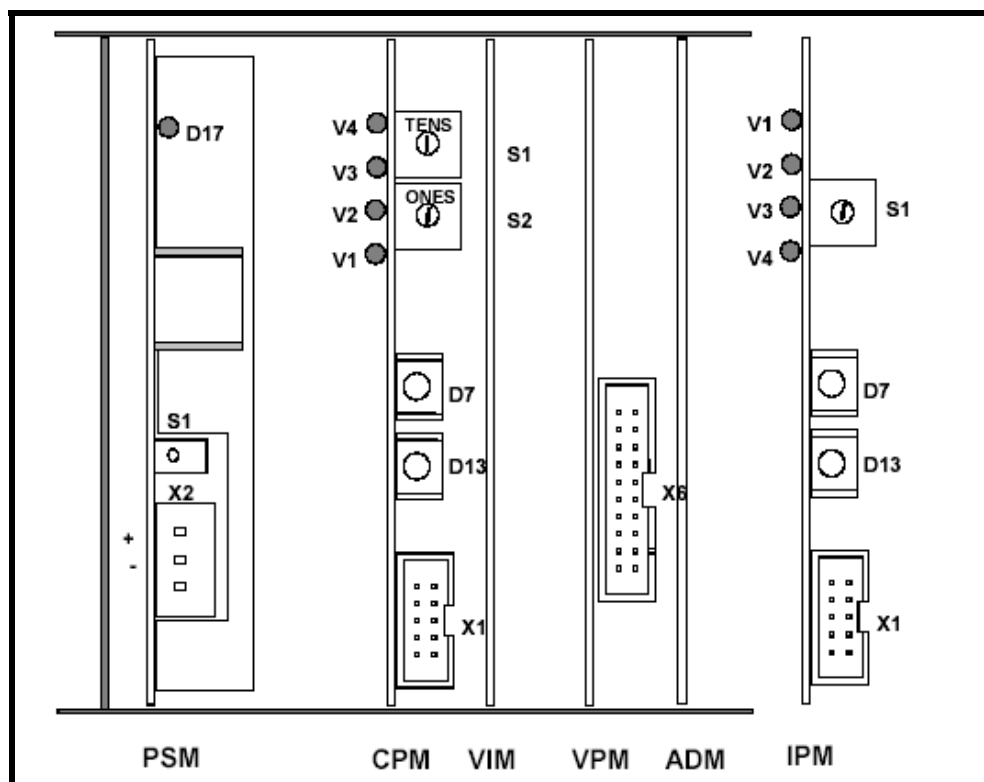 D17
S1
X2
+
-
V4
V3
V2
V1
TENS
ONES
S1
S2
D7
D13
X1
X6
V1
V2
V3
V4
S1
D7
D13
X1
PSM
CPM
VIM
VPM
ADM
IPM